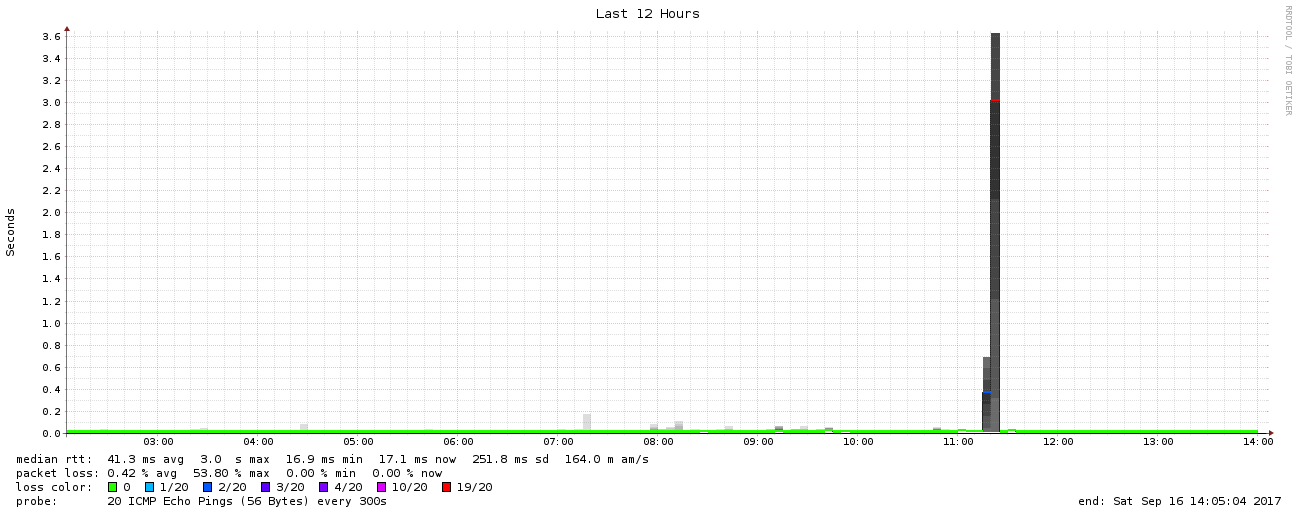 Last 12 Hours
RRDTOOL / TOBI OETIKER
Seconds
3.6
3.4
3.2
3.0
2.8
2.6
2.4
2.2
2.0
1.8
1.6
1.4
1.2
1.0
0.8
0.6
0.4
0.2
0.0
03:00 04:00 05:00 06:00 07:00 08:00 09:00 10:00 11:00 12:00 13:00 14:00
median rtt: 41.3 ms avg 3.0 s max 16.9 ms min 17.1 ms now 251.8 ms sd 164.0 m am/s
packet loss: 0.42 % avg 53.80 % max 0.00 % min 0.00 % now
loss color: 0 1/20 2/20 3/20 4/20 10/20 19/20
probe: 20 ICMP Echo Pings (56 Bytes) every 300s end: Sat Sep 16 14:05:04 2017